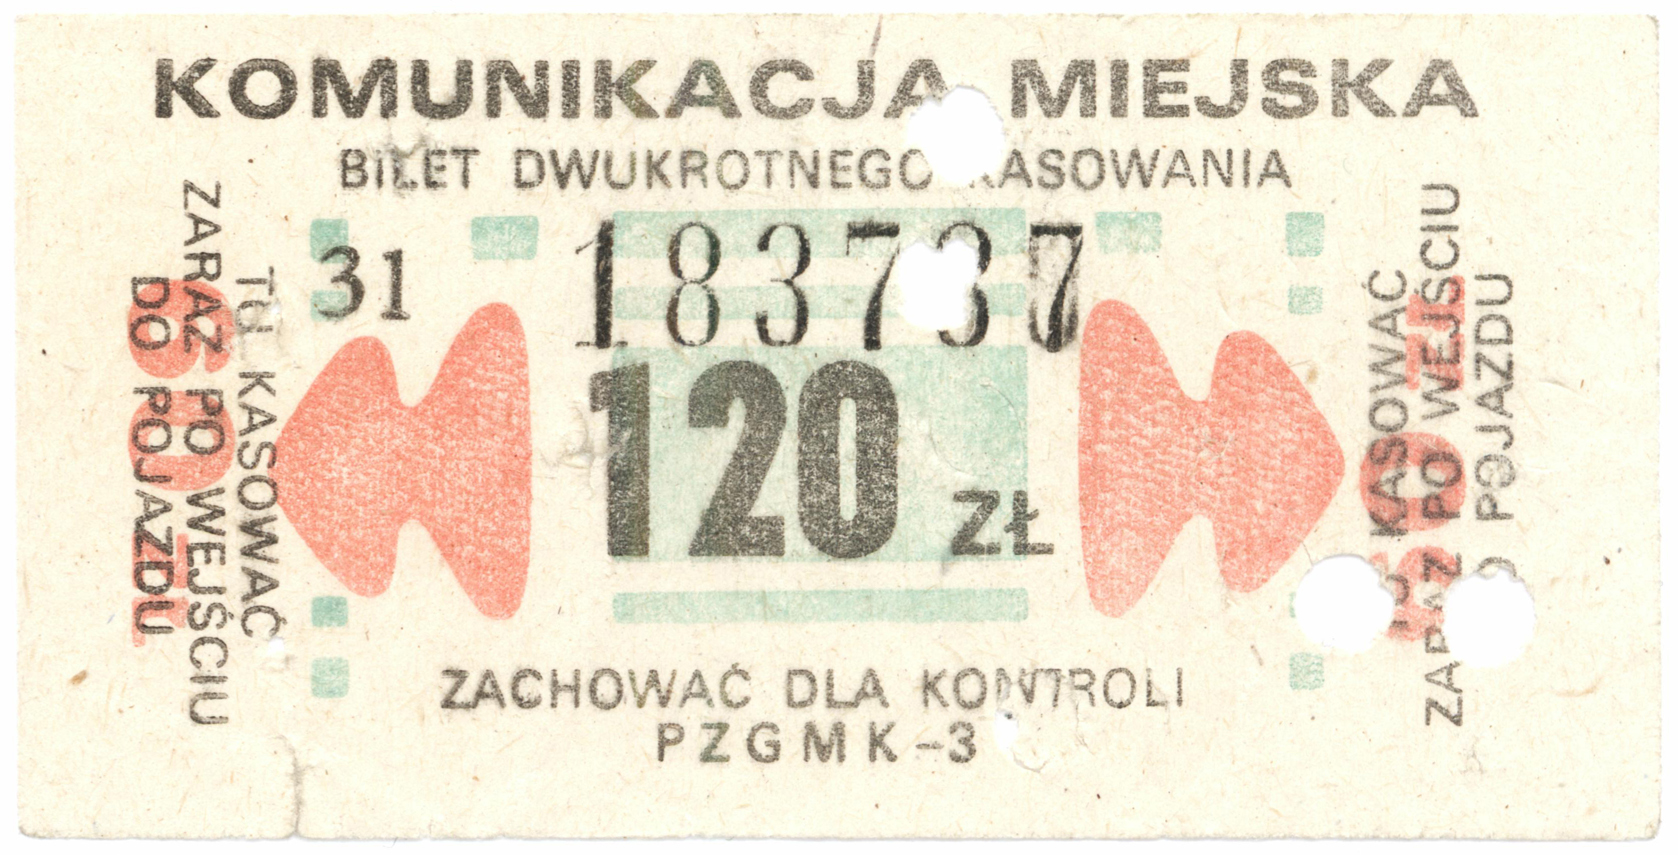 KOMUNIKACJA MIEJSKA
BILET DWUKROTNEGO KASOWANIA
31 183737
120 ZŁ
ZACHOWAĆ DLA KONTROLI
PZGMK-3
TU KASOWAĆ
ZARAZ PO WEJŚCIU
DO POJAZDU
60 zł
TU KASOWAĆ
ZARAZ PO WEJŚCIU
DO POJAZDU